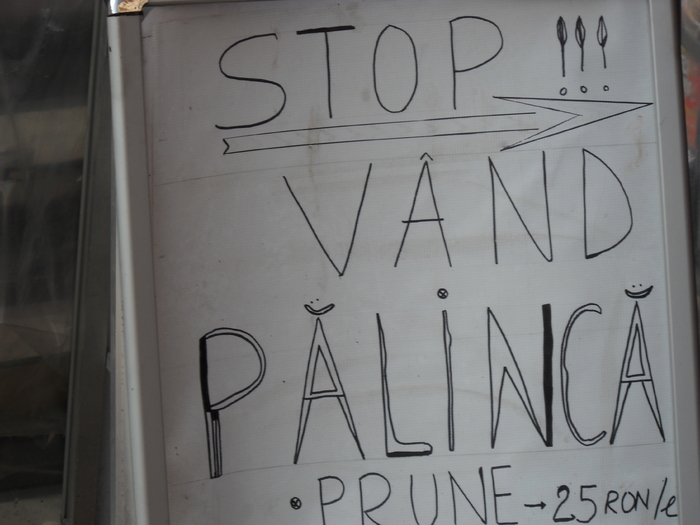 STOP !!!
VÂND
PĂLINCĂ
• PRUNE → 25 RON/e